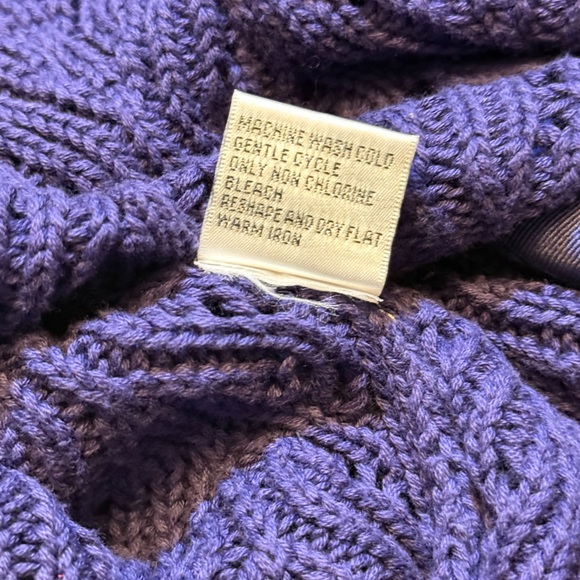 MACHINE WASH COLD
GENTLE CYCLE
ONLY NON CHLORINE
BLEACH
RESHAPE AND DRY FLAT
WARM IRON